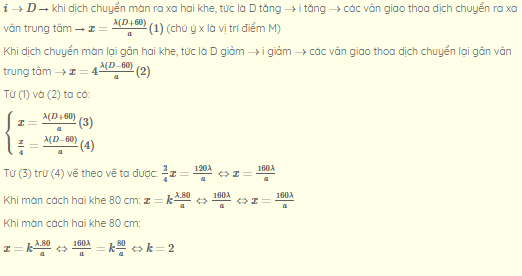 i → D → khi dịch chuyển màn ra xa hai khe, tức là D tăng → i tăng → các vân giao thoa dịch chuyển ra xa
vân trung tâm → x = λ(D+60)/a (1) (chú ý x là vị trí điểm M)
Khi dịch chuyển màn lại gần hai khe, tức là D giảm → i giảm → các vân giao thoa dịch chuyển lại gần vân
trung tâm → x = 4 λ(D−60)/a (2)
Từ (1) và (2) ta có:
{ x = λ(D+60)/a (3)
x/4 = λ(D−60)/a (4)
Từ (3) trừ (4) vế theo vế ta được: 3/4 x = 120λ/a ⇔ x = 160λ/a
Khi màn cách hai khe 80 cm: x = k λ.80/a ⇔ 160λ/a ⇔ x = 160λ/a
Khi màn cách hai khe 80 cm:
x = k λ.80/a ⇔ 160λ/a = k 80/a ⇔ k = 2